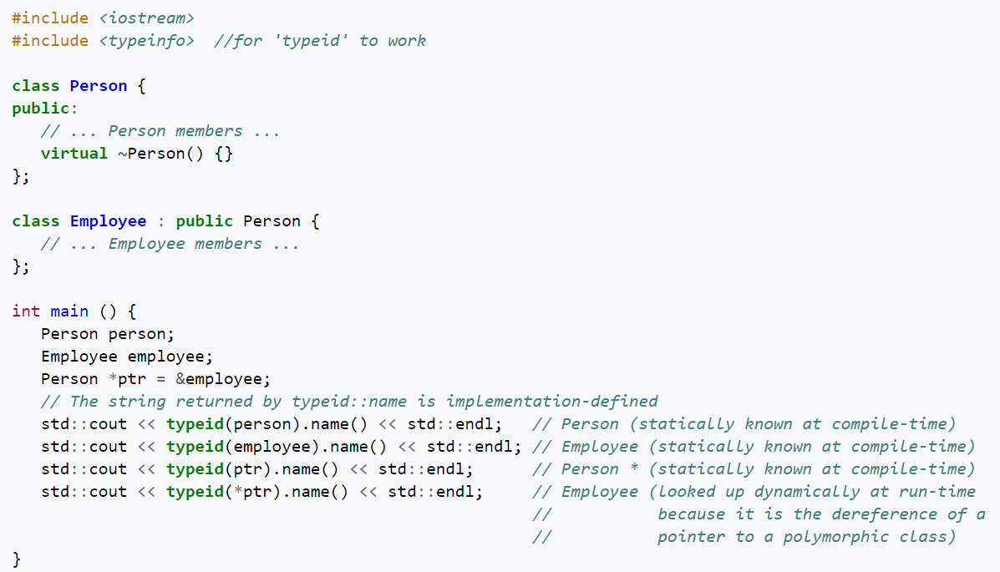 #include <iostream>
#include <typeinfo>  //for 'typeid' to work

class Person {
public:
   // ... Person members ...
   virtual ~Person() {}
};

class Employee : public Person {
   // ... Employee members ...
};

int main () {
   Person person;
   Employee employee;
   Person *ptr = &employee;
   // The string returned by typeid::name is implementation-defined
   std::cout << typeid(person).name() << std::endl;   // Person (statically known at compile-time)
   std::cout << typeid(employee).name() << std::endl; // Employee (statically known at compile-time)
   std::cout << typeid(ptr).name() << std::endl;      // Person * (statically known at compile-time)
   std::cout << typeid(*ptr).name() << std::endl;     // Employee (looked up dynamically at run-time
                                                      //           because it is the dereference of a
                                                      //           pointer to a polymorphic class)
}